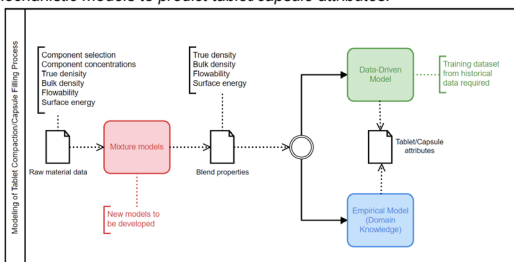 echanistic models to predict tablet/capsule attributes.
Modeling of Tablet Compaction/Capsule Filling Process
Component selection
Component concentrations
True denisity
Bulk density
Flowability
Surface energy
Raw material data
Mixture models
New models to
be developed
True density
Bulk density
Flowability
Surface energy
Blend properties
Data-Driven
Model
Training dataset
from historical
data required
Tablet/Capsule
attributes
Empirical Model
(Domain
Knowledge)